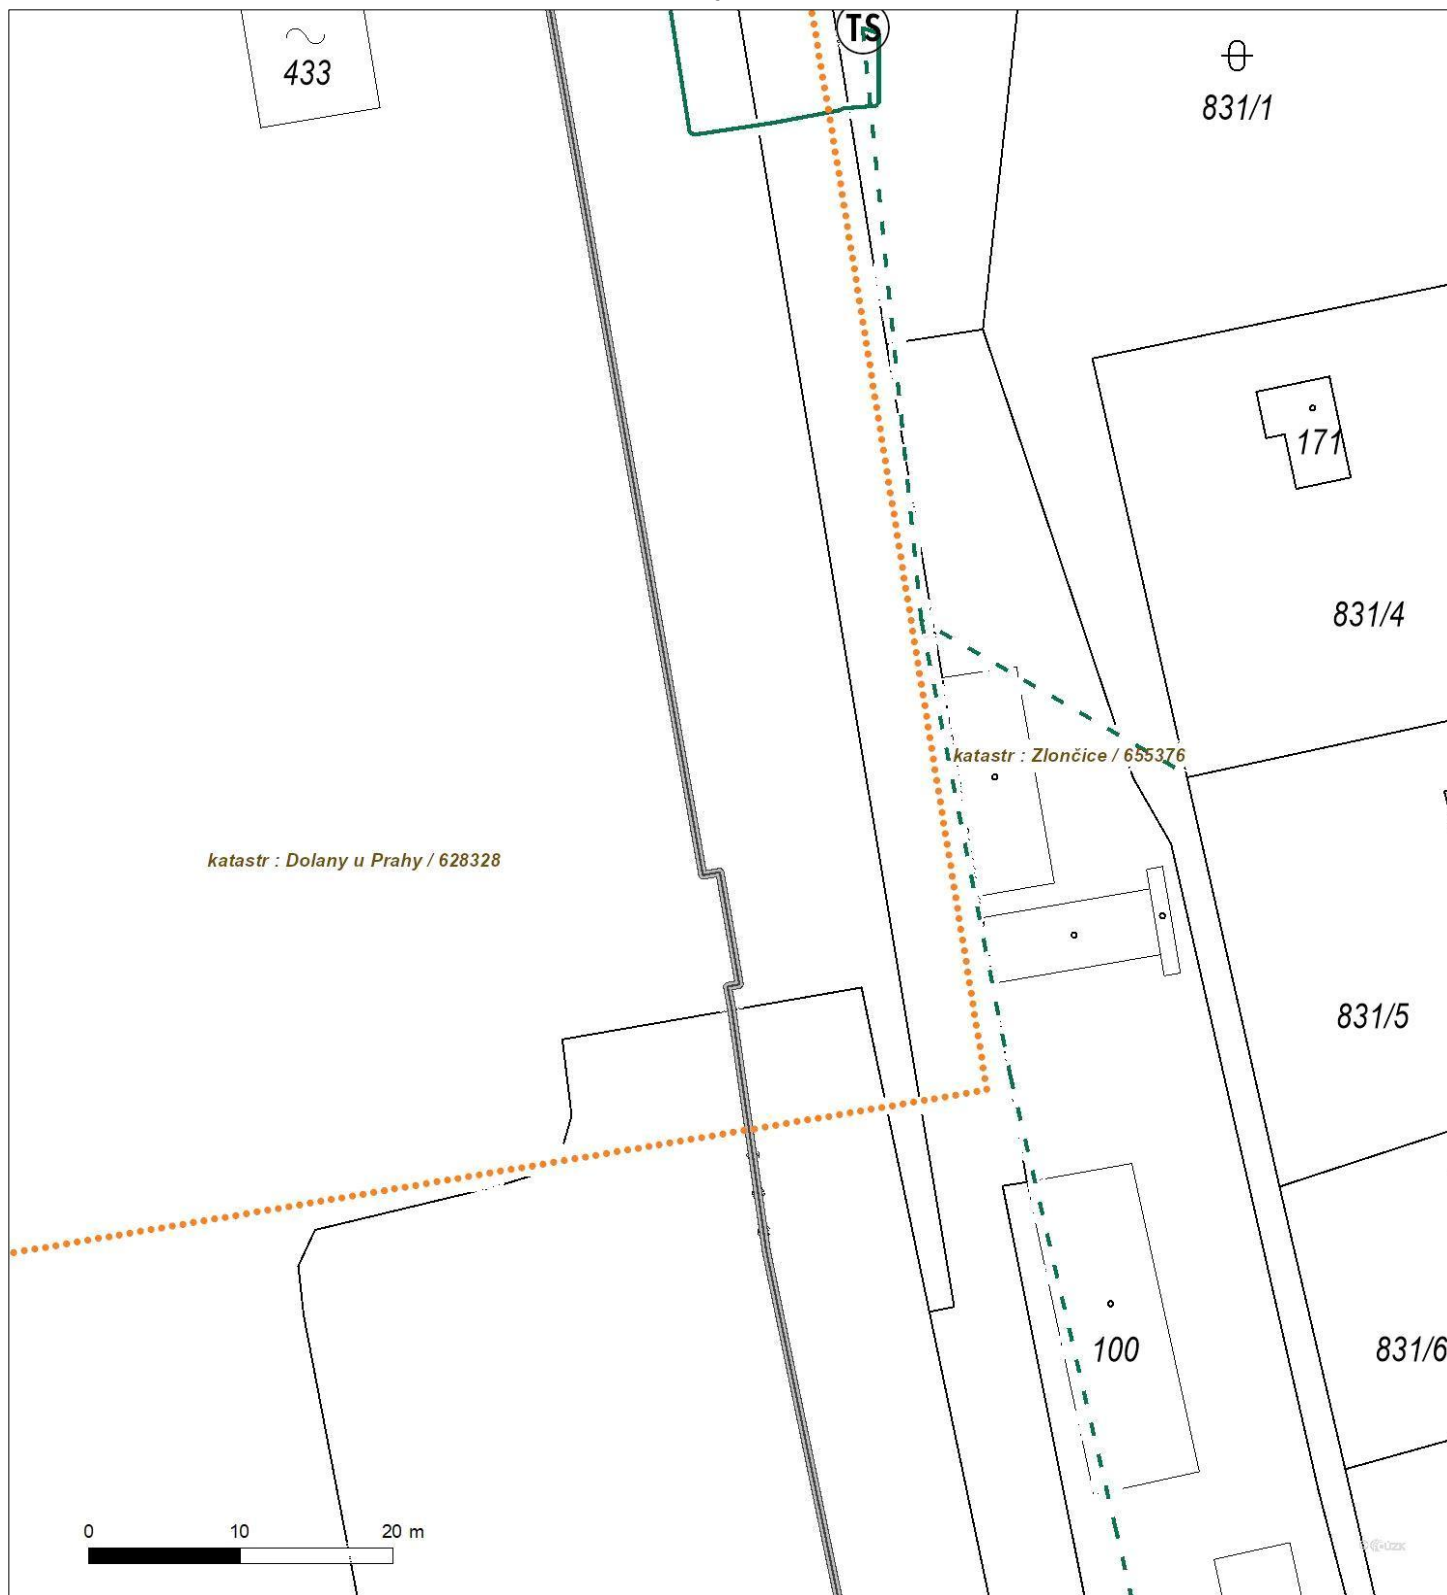 TS
433
831/1
171
831/4
katastr : Zlončice / 655376
katastr : Dolany u Prahy / 628328
831/5
100
831/6
0 10 20 m